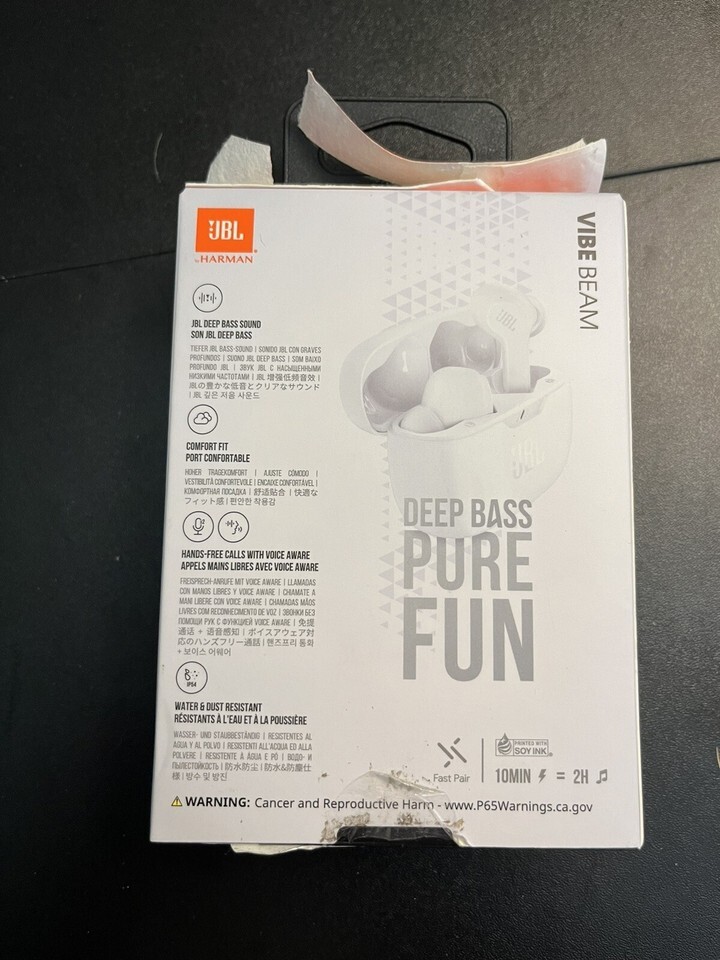 JBL
by HARMAN
VIBE BEAM
JBL
JBL DEEP BASS SOUND
SON JBL DEEP BASS
TIEFER JBL BASS-SOUND | SONIDO JBL CON GRAVES
PROFUNDOS | SUONO JBL DEEP BASS | SOM BAIXO
PROFUNDO JBL | ЗВУК JBL С НАСЫЩЕННЫМИ
НИЗКИМИ ЧАСТОТАМИ | JBL 增强低频音效 |
JBLの豊かな低音とクリアなサウンド
| JBL 깊은 저음 사운드
COMFORT FIT
PORT CONFORTABLE
HOHER TRAGEKOMFORT | AJUSTE CÓMODO |
VESTIBILITÀ CONFORTEVOLE | ENCAIXE CONFORTÁVEL |
КОМФОРТНАЯ ПОСАДКА | 舒适贴合 | 快適な
フィット感 | 편안한 착용감
JBL
DEEP BASS
PURE
FUN
HANDS-FREE CALLS WITH VOICE AWARE
APPELS MAINS LIBRES AVEC VOICE AWARE
FREISPRECH-ANRUFE MIT VOICE AWARE | LLAMADAS
CON MANOS LIBRES Y VOICE AWARE | CHIAMATE A
MANI LIBERE CON VOICE AWARE | CHAMADAS MÃOS
LIVRES COM RECONHECIMENTO DE VOZ | ЗВОНКИ БЕЗ
ПОМОЩИ РУК С ФУНКЦИЕЙ VOICE AWARE | 免提
通话 + 语音感知 | ボイスアウェア対
応のハンズフリー通話 | 핸즈프리 통화
+ 보이스 어웨어
IP54
WATER & DUST RESISTANT
RÉSISTANTS À L'EAU ET À LA POUSSIÈRE
WASSER- UND STAUBBESTÄNDIG | RESISTENTES AL
AGUA Y AL POLVO | RESISTENTI ALL'ACQUA ED ALLA
POLVERE | RESISTENTE À ÁGUA E PÓ | ВОДО- И
ПЫЛЕСТОЙКОСТЬ | 防水防尘 | 防水&防塵仕
様 | 방수 및 방진
Fast Pair
PRINTED WITH
SOY INK
10MIN = 2H
WARNING: Cancer and Reproductive Harm - www.P65Warnings.ca.gov